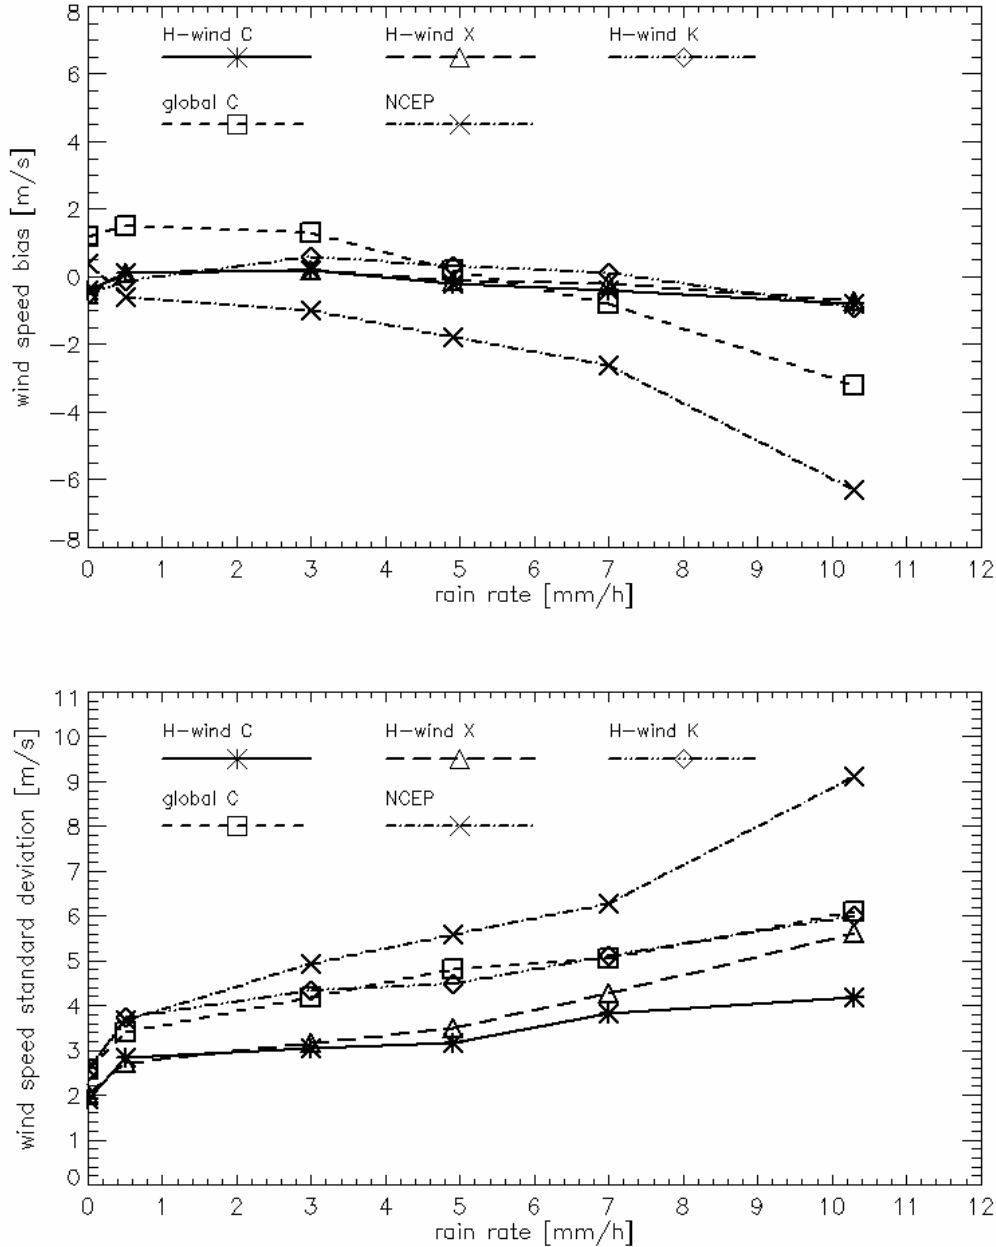 8
H-wind C H-wind X H-wind K
6
global C NCEP
4
2
0
-2
-4
-6
-8
wind speed bias [m/s]
0 1 2 3 4 5 6 7 8 9 10 11 12
rain rate [mm/h]
11
H-wind C H-wind X H-wind K
10
9
global C NCEP
8
7
6
5
4
3
2
1
0
wind speed standard deviation [m/s]
0 1 2 3 4 5 6 7 8 9 10 11 12
rain rate [mm/h]